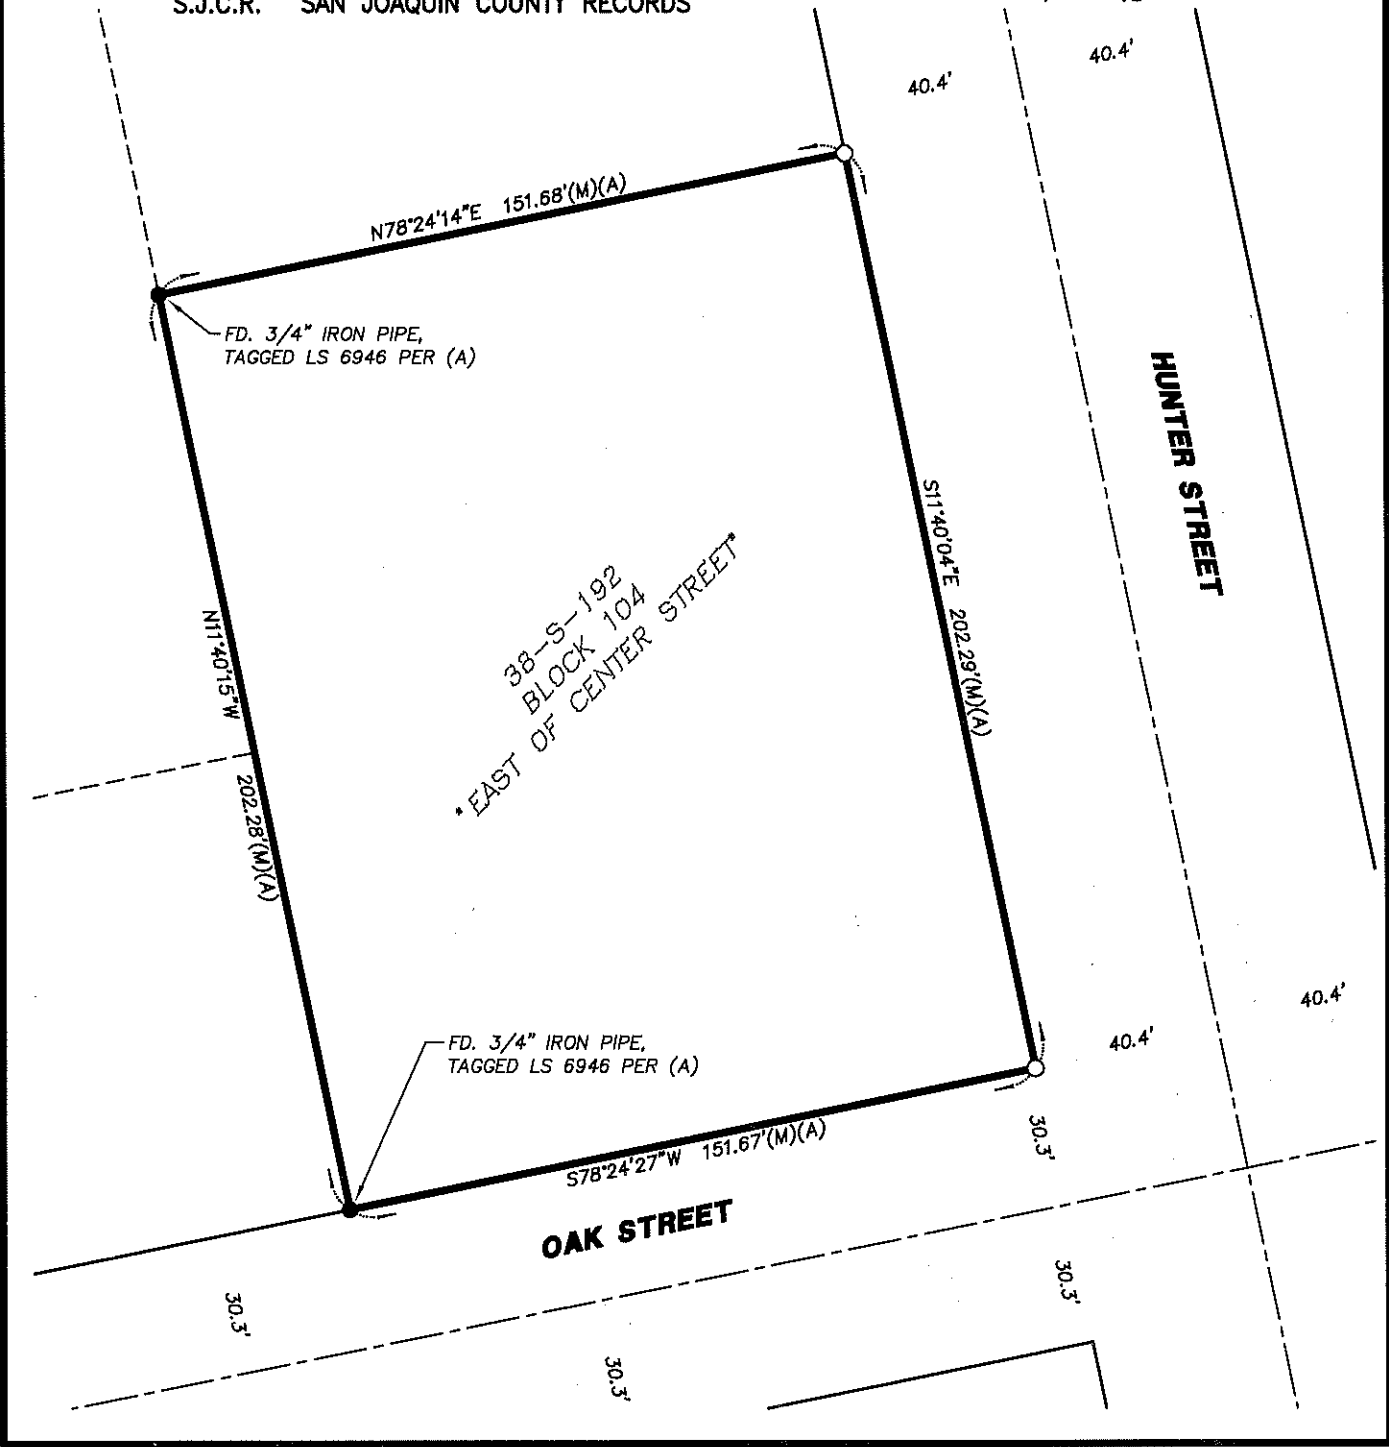 S.J.C.R. SAN JOAQUIN COUNTY RECORDS
40.4'
40.4'
N78°24'14"E 151.68'(M)(A)
FD. 3/4" IRON PIPE,
TAGGED LS 6946 PER (A)
HUNTER STREET
S11°40'04"E 202.29'(M)(A)
38-S-192
BLOCK 104
"EAST OF CENTER STREET"
N11°40'15"W 202.28'(M)(A)
FD. 3/4" IRON PIPE,
TAGGED LS 6946 PER (A)
40.4'
40.4'
30.3'
S78°24'27"W 151.67'(M)(A)
OAK STREET
30.3'
30.3'
30.3'